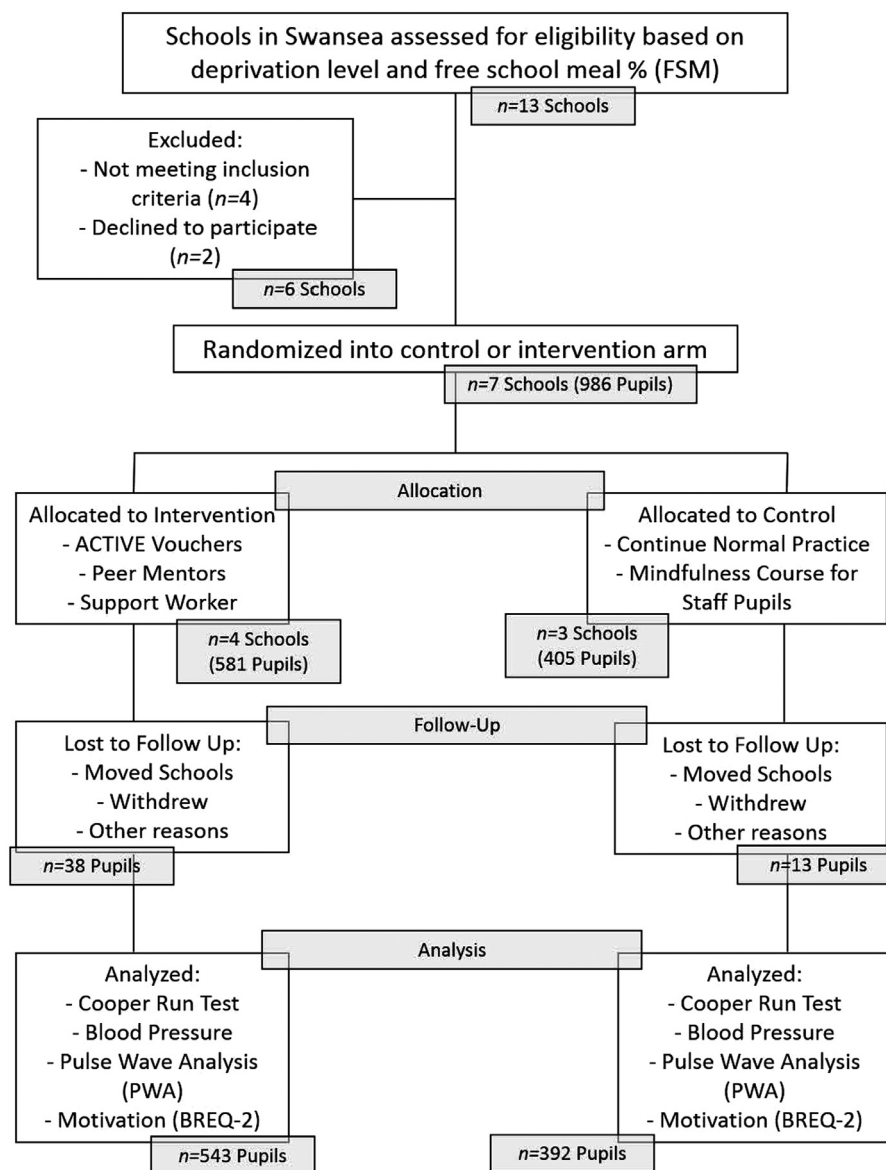 Schools in Swansea assessed for eligibility based on
deprivation level and free school meal % (FSM)
n=13 Schools
Excluded:
- Not meeting inclusion
criteria (n=4)
- Declined to participate
(n=2)
n=6 Schools
Randomized into control or intervention arm
n=7 Schools (986 Pupils)
Allocation
Allocated to Intervention
- ACTIVE Vouchers
- Peer Mentors
- Support Worker
n=4 Schools
(581 Pupils)
Allocated to Control
- Continue Normal Practice
- Mindfulness Course for
Staff Pupils
n=3 Schools
(405 Pupils)
Follow-Up
Lost to Follow Up:
- Moved Schools
- Withdrew
- Other reasons
n=38 Pupils
Lost to Follow Up:
- Moved Schools
- Withdrew
- Other reasons
n=13 Pupils
Analysis
Analyzed:
- Cooper Run Test
- Blood Pressure
- Pulse Wave Analysis
(PWA)
- Motivation (BREQ-2)
n=543 Pupils
Analyzed:
- Cooper Run Test
- Blood Pressure
- Pulse Wave Analysis
(PWA)
- Motivation (BREQ-2)
n=392 Pupils